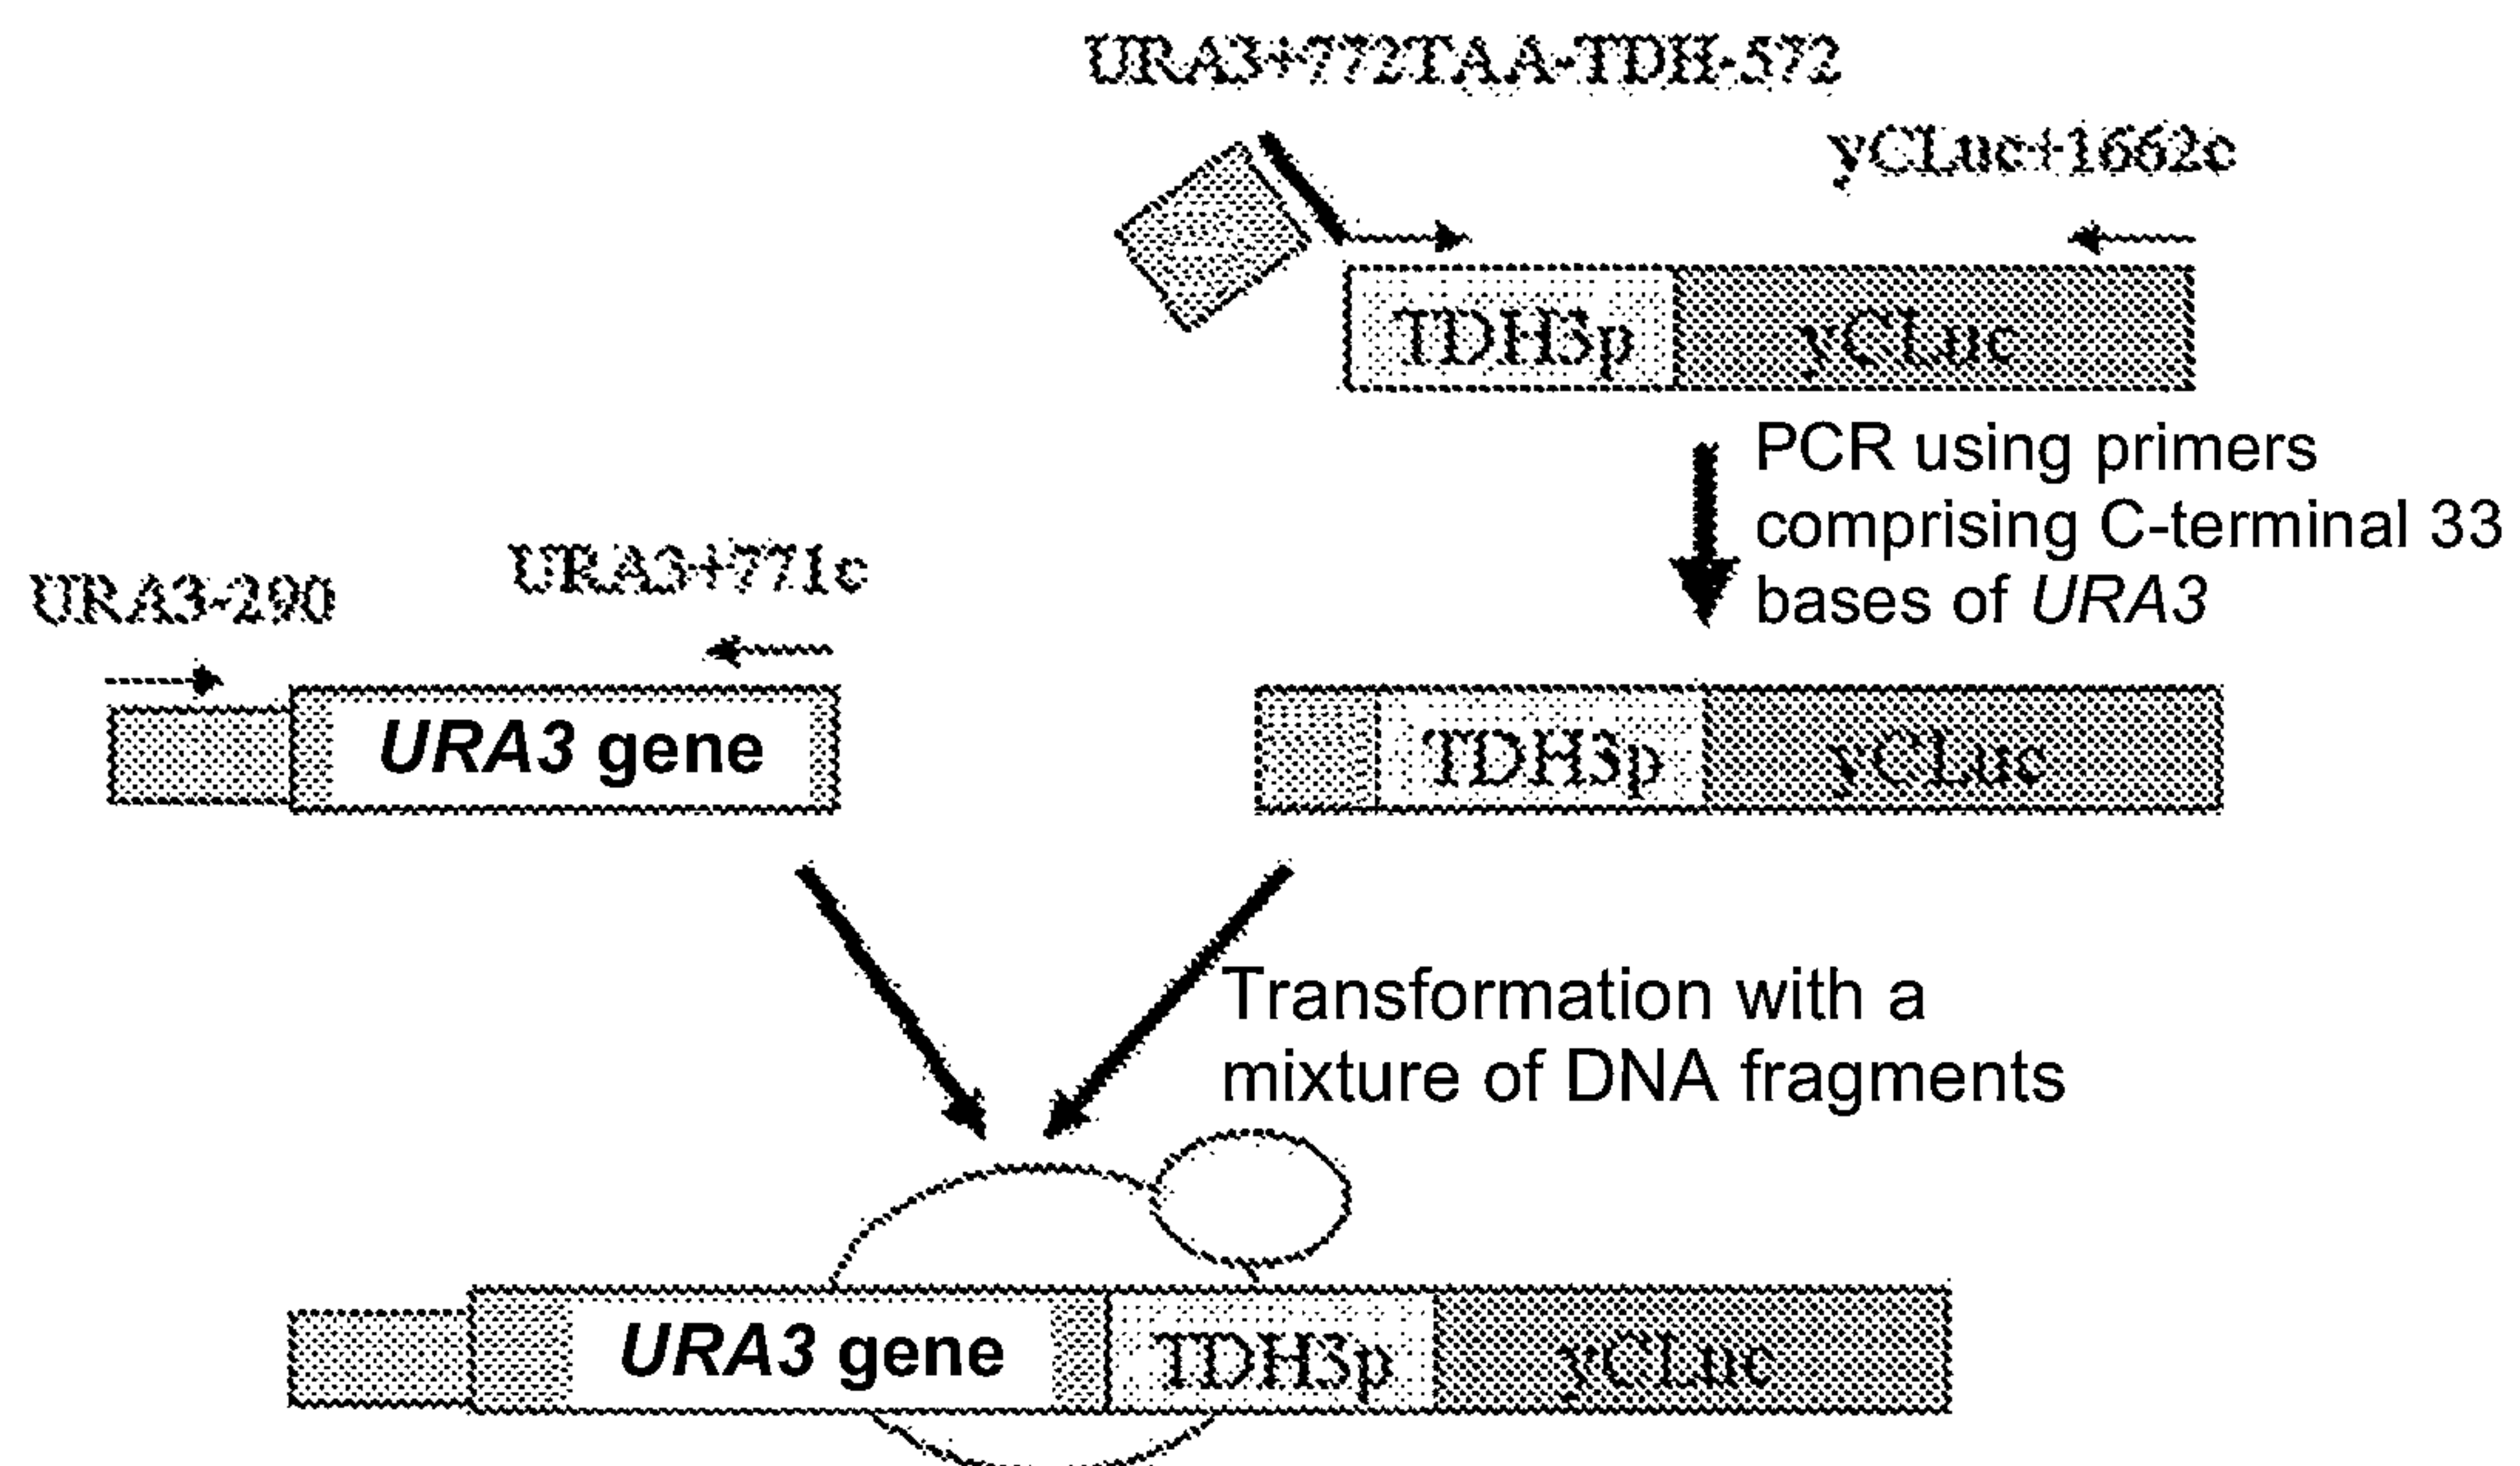 URA3+772TAA-TDH-572
yCLuc+1662c
TDH3p
yCLuc
PCR using primers
comprising C-terminal 33
bases of URA3
URA3-290
URA3+771c
URA3 gene
TDH3p
yCLuc
Transformation with a
mixture of DNA fragments
URA3 gene
TDH3p
yCLuc